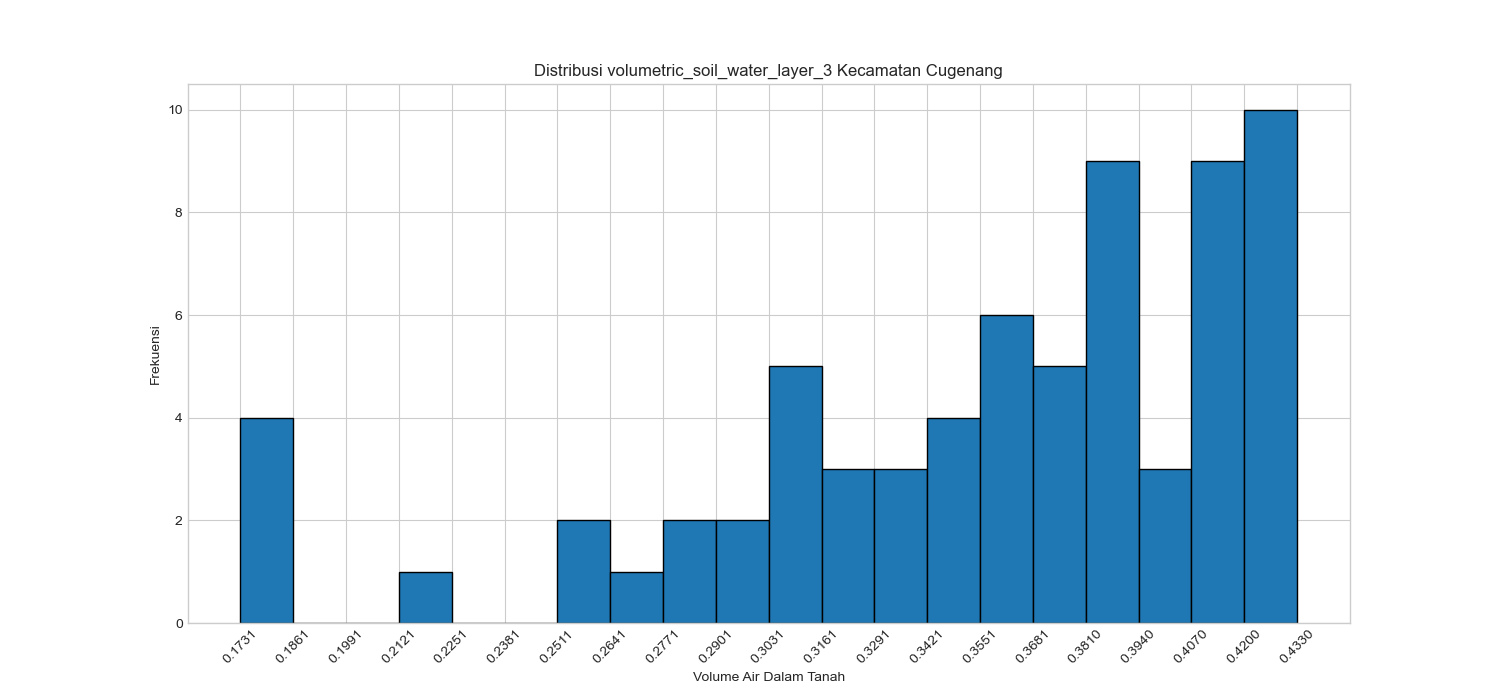 Distribusi volumetric_soil_water_layer_3 Kecamatan Cugenang
10
8
6
4
2
0
Frekuensi
0.1731 0.1861 0.1991 0.2121 0.2251 0.2381 0.2511 0.2641 0.2771 0.2901 0.3031 0.3161 0.3291 0.3421 0.3551 0.3681 0.3810 0.3940 0.4070 0.4200 0.4330
Volume Air Dalam Tanah